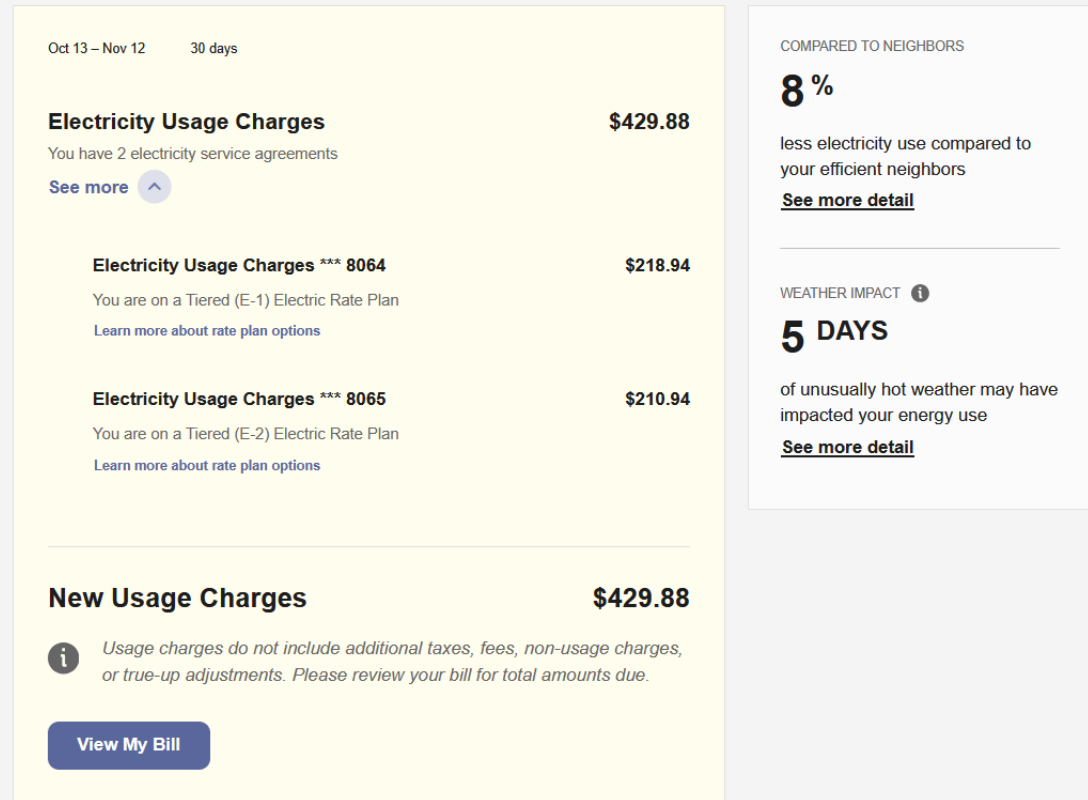 Oct 13 – Nov 12 30 days
Electricity Usage Charges $429.88
You have 2 electricity service agreements
See more
Electricity Usage Charges *** 8064 $218.94
You are on a Tiered (E-1) Electric Rate Plan
Learn more about rate plan options
Electricity Usage Charges *** 8065 $210.94
You are on a Tiered (E-2) Electric Rate Plan
Learn more about rate plan options
New Usage Charges $429.88
Usage charges do not include additional taxes, fees, non-usage charges,
or true-up adjustments. Please review your bill for total amounts due.
View My Bill
COMPARED TO NEIGHBORS
8 %
less electricity use compared to
your efficient neighbors
See more detail
WEATHER IMPACT
5 DAYS
of unusually hot weather may have
impacted your energy use
See more detail